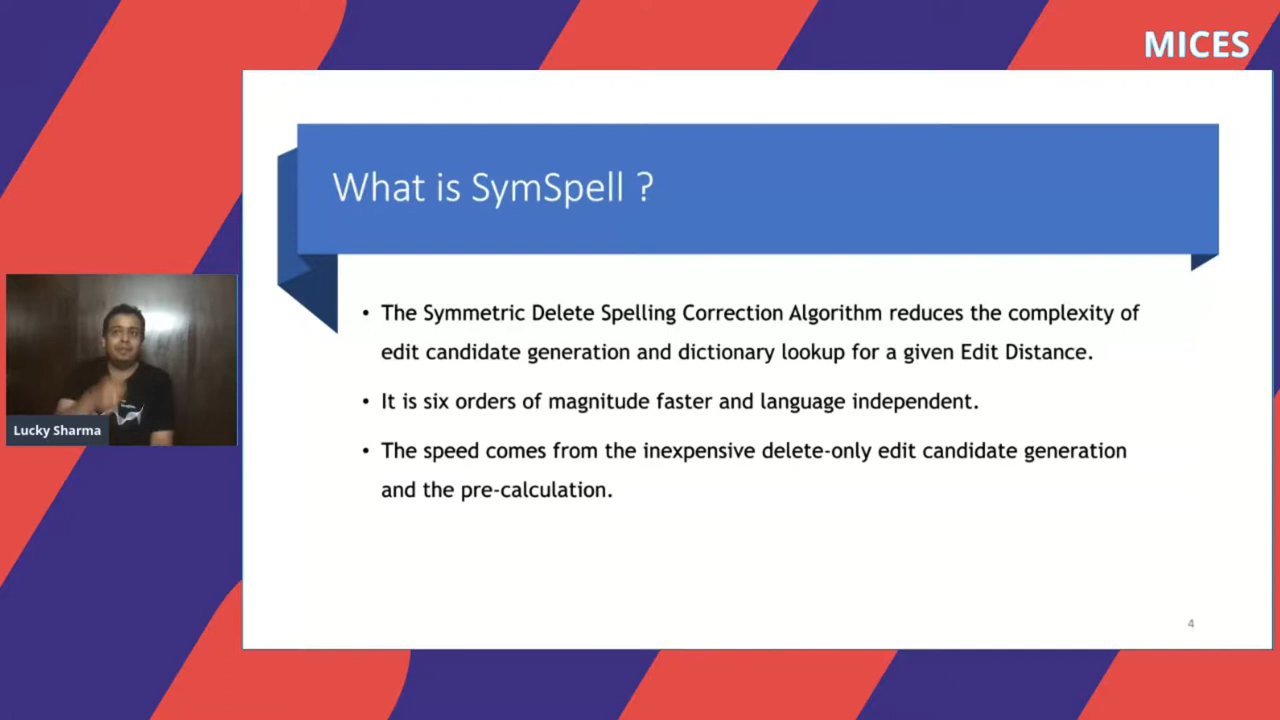 MICES
What is SymSpell ?
• The Symmetric Delete Spelling Correction Algorithm reduces the complexity of
edit candidate generation and dictionary lookup for a given Edit Distance.
• It is six orders of magnitude faster and language independent.
• The speed comes from the inexpensive delete-only edit candidate generation
and the pre-calculation.
Lucky Sharma
4